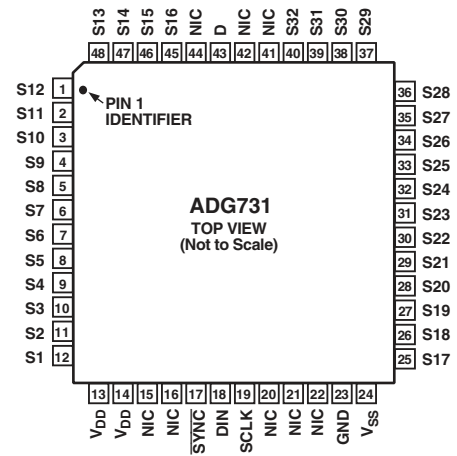 S13 S14 S15 S16 NIC D NIC NIC S32 S31 S30 S29
48 47 46 45 44 43 42 41 40 39 38 37
S12 1
S11 2
S10 3
S9 4
S8 5
S7 6
S6 7
S5 8
S4 9
S3 10
S2 11
S1 12
PIN 1
IDENTIFIER
ADG731
TOP VIEW
(Not to Scale)
36 S28
35 S27
34 S26
33 S25
32 S24
31 S23
30 S22
29 S21
28 S20
27 S19
26 S18
25 S17
13 14 15 16 17 18 19 20 21 22 23 24
VDD VDD NIC NIC SYNC DIN SCLK NIC NIC NIC GND VSS